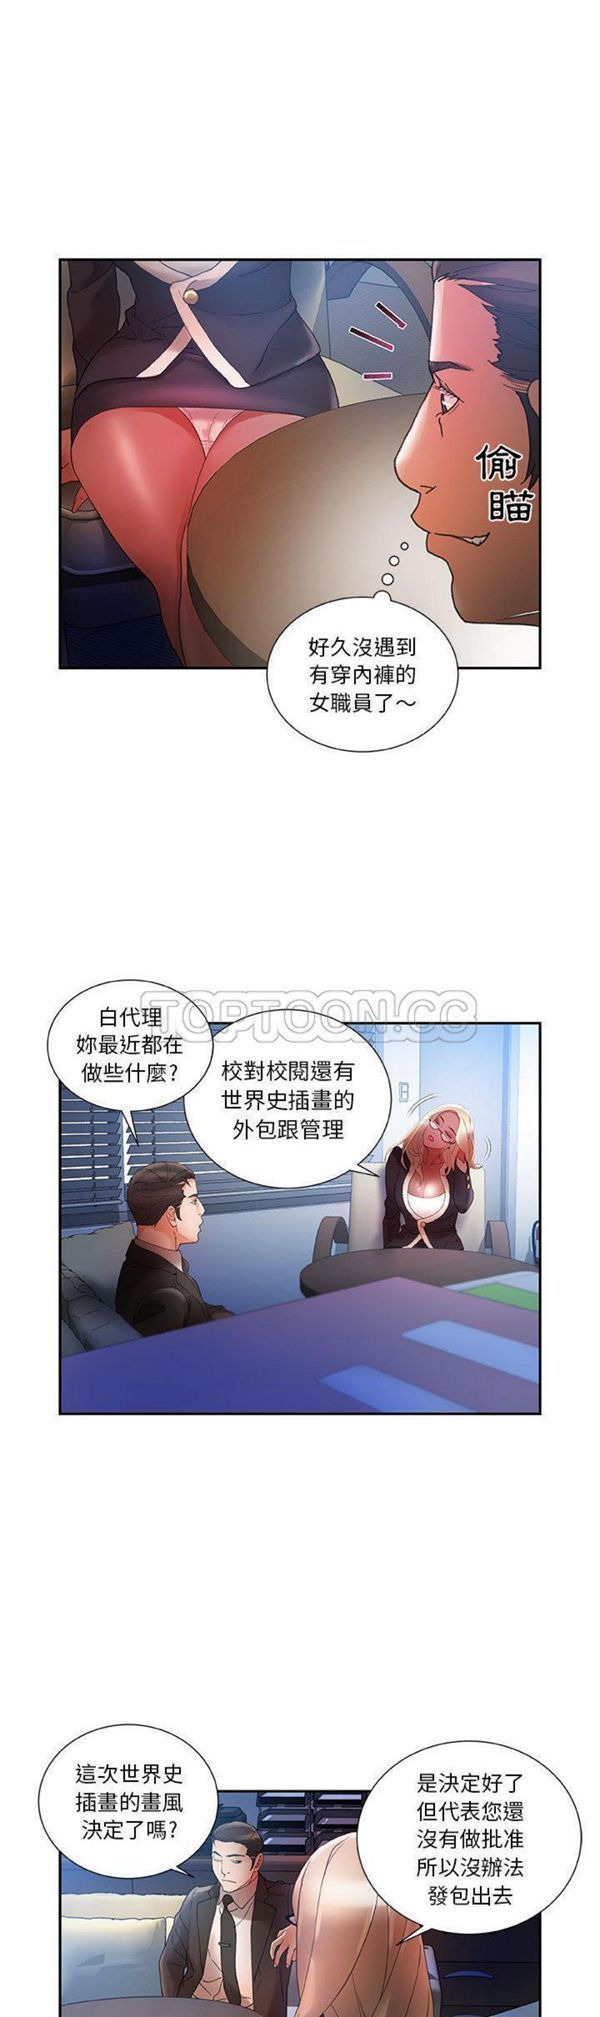 偷
瞄
好久沒遇到
有穿內褲的
女職員了～
TOPTOON.CC
白代理
妳最近都在
做些什麼?
校對校閱還有
世界史插畫的
外包跟管理
這次世界史
插畫的畫風
決定了嗎?
是決定好了
但代表您還
沒有做批准
所以沒辦法
發包出去